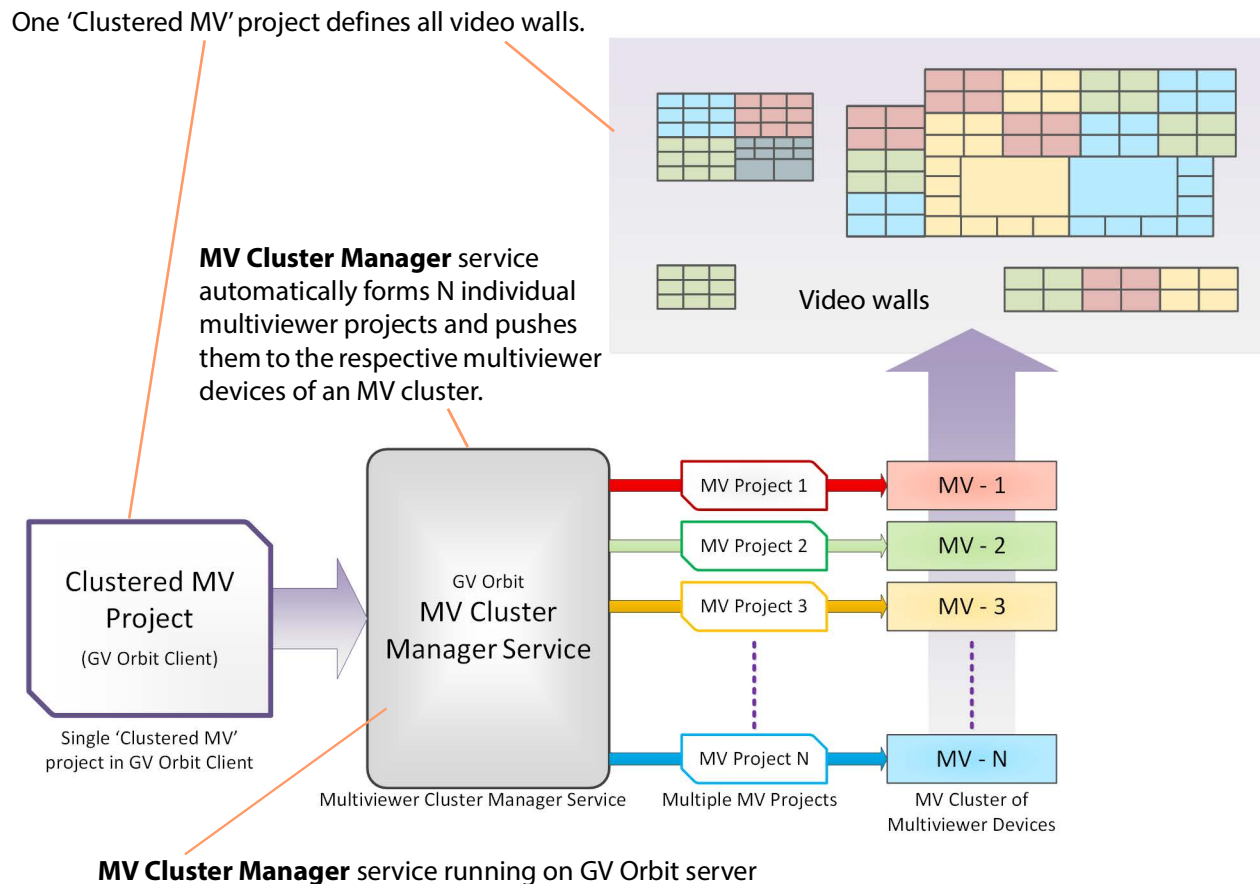 One ‘Clustered MV’ project defines all video walls.
MV Cluster Manager service
automatically forms N individual
multiviewer projects and pushes
them to the respective multiviewer
devices of an MV cluster.
Video walls
Clustered MV
Project
(GV Orbit Client)
Single ‘Clustered MV’
project in GV Orbit Client
GV Orbit
MV Cluster
Manager Service
Multiviewer Cluster Manager Service
MV Project 1
MV Project 2
MV Project 3
MV Project N
Multiple MV Projects
MV - 1
MV - 2
MV - 3
MV - N
MV Cluster of
Multiviewer Devices
MV Cluster Manager service running on GV Orbit server